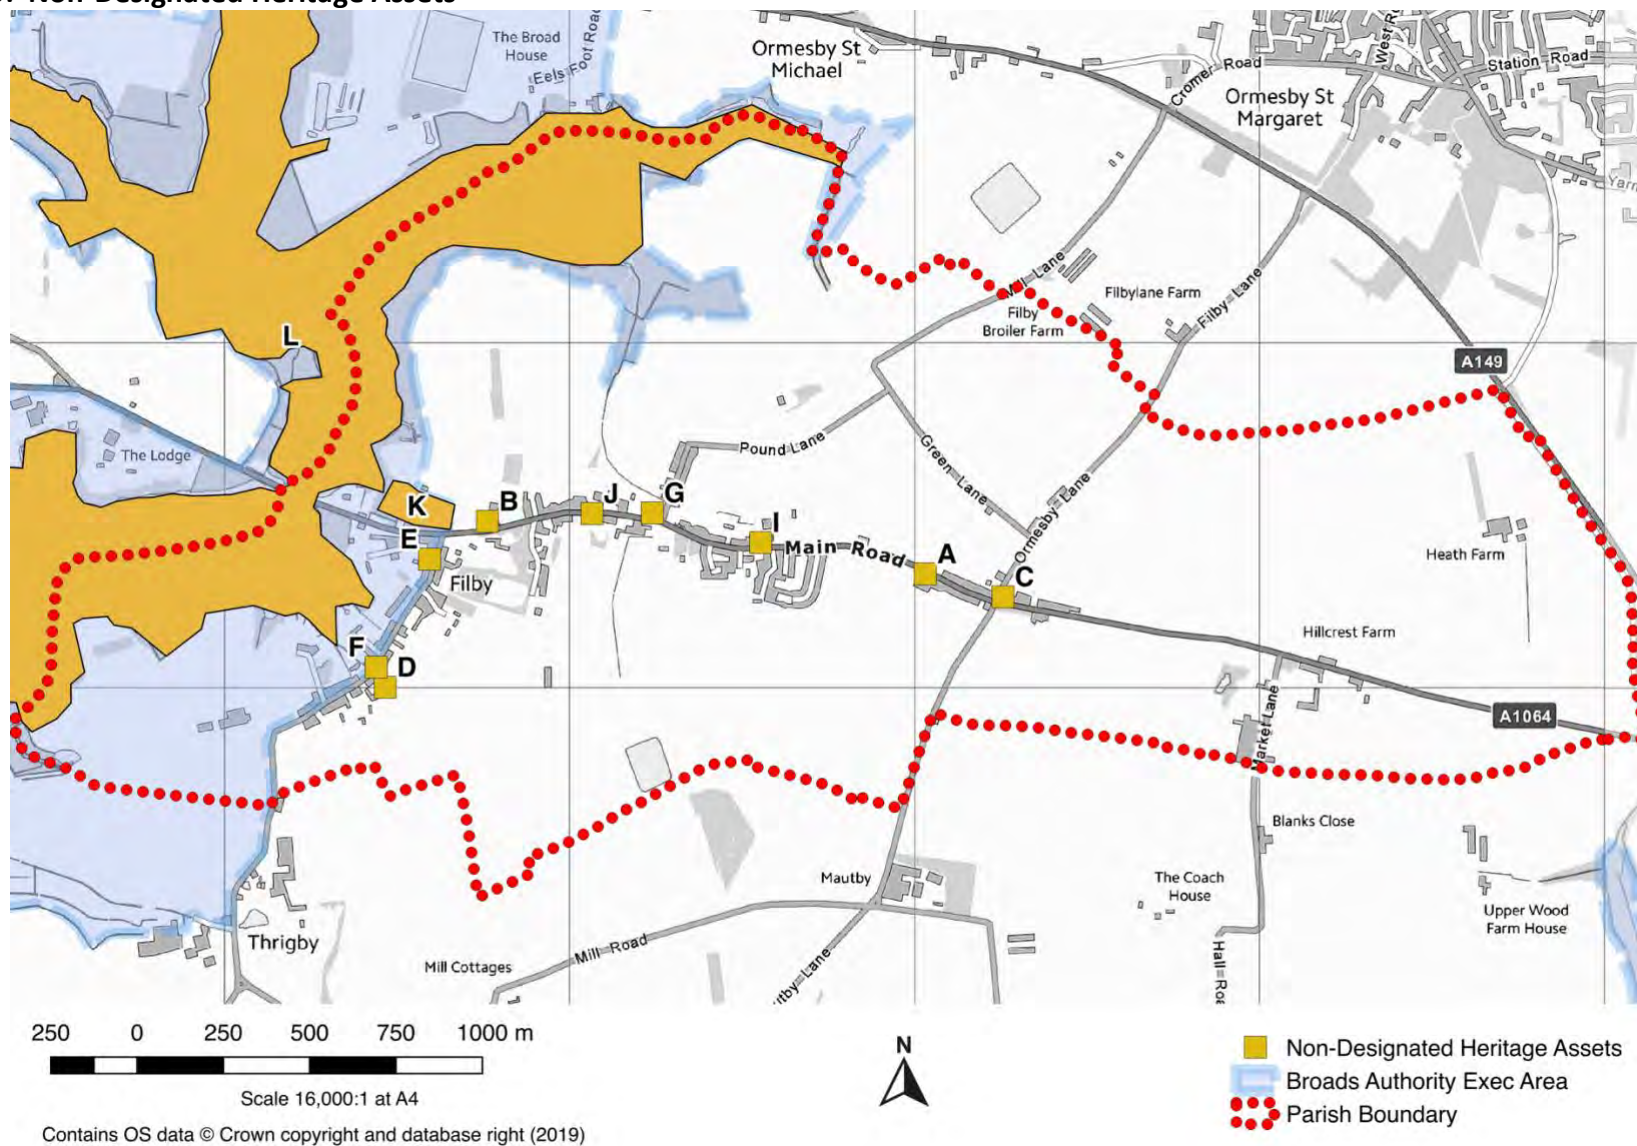 Non-Designated Heritage Assets
The Broad
House
Eels Foot Road
Ormesby St
Michael
Cromer Road
West R
Station Road
Ormesby St
Margaret
Mill Lane
Filbylane Farm
Filby Lane
Filby
Broiler Farm
L
A149
The Lodge
Pound Lane
Green Lane
Ormesby Lane
K
B
J
G
I
E
Main Road
A
C
Filby
Heath Farm
F
D
Hillcrest Farm
A1064
Market Lane
Blanks Close
Mautby
The Coach
House
Upper Wood
Farm House
Thrigby
Mill Cottages
Mill Road
utby Lane
Hall Roa
250 0 250 500 750 1000 m
Scale 16,000:1 at A4
N
Non-Designated Heritage Assets
Broads Authority Exec Area
Parish Boundary
Contains OS data © Crown copyright and database right (2019)